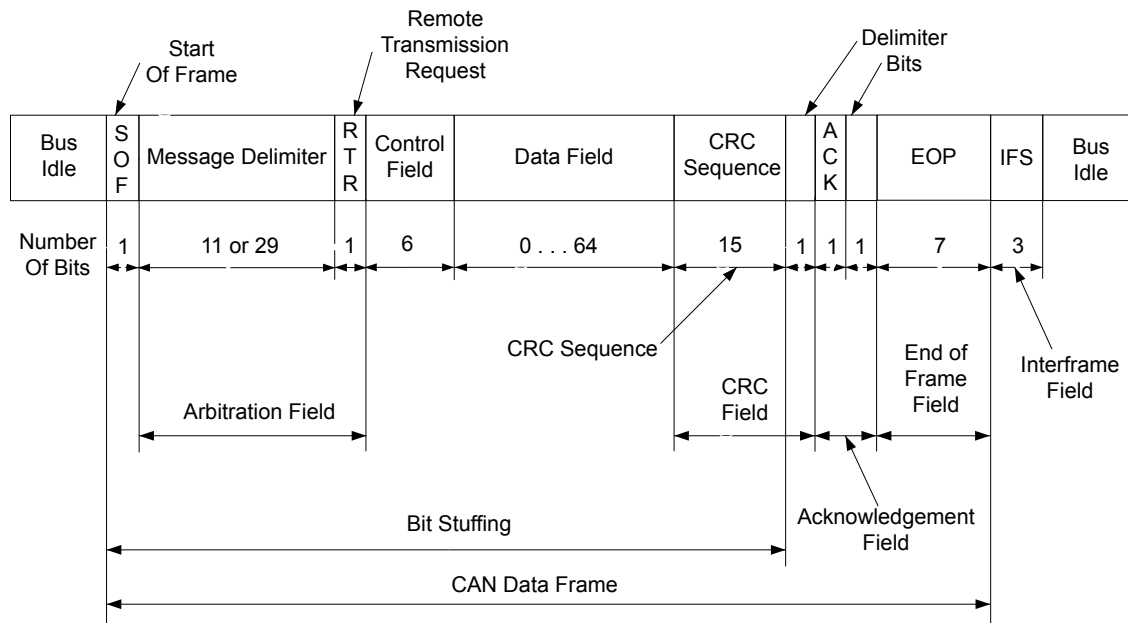 Start
Of Frame
Remote
Transmission
Request
Delimiter
Bits
Bus
Idle
S
O
F
Message Delimiter
R
T
R
Control
Field
Data Field
CRC
Sequence
A
C
K
EOP
IFS
Bus
Idle
Number
Of Bits
1
11 or 29
1
6
0 . . . 64
15
1
1
1
7
3
CRC Sequence
Arbitration Field
CRC
Field
End of
Frame
Field
Interframe
Field
Bit Stuffing
Acknowledgement
Field
CAN Data Frame